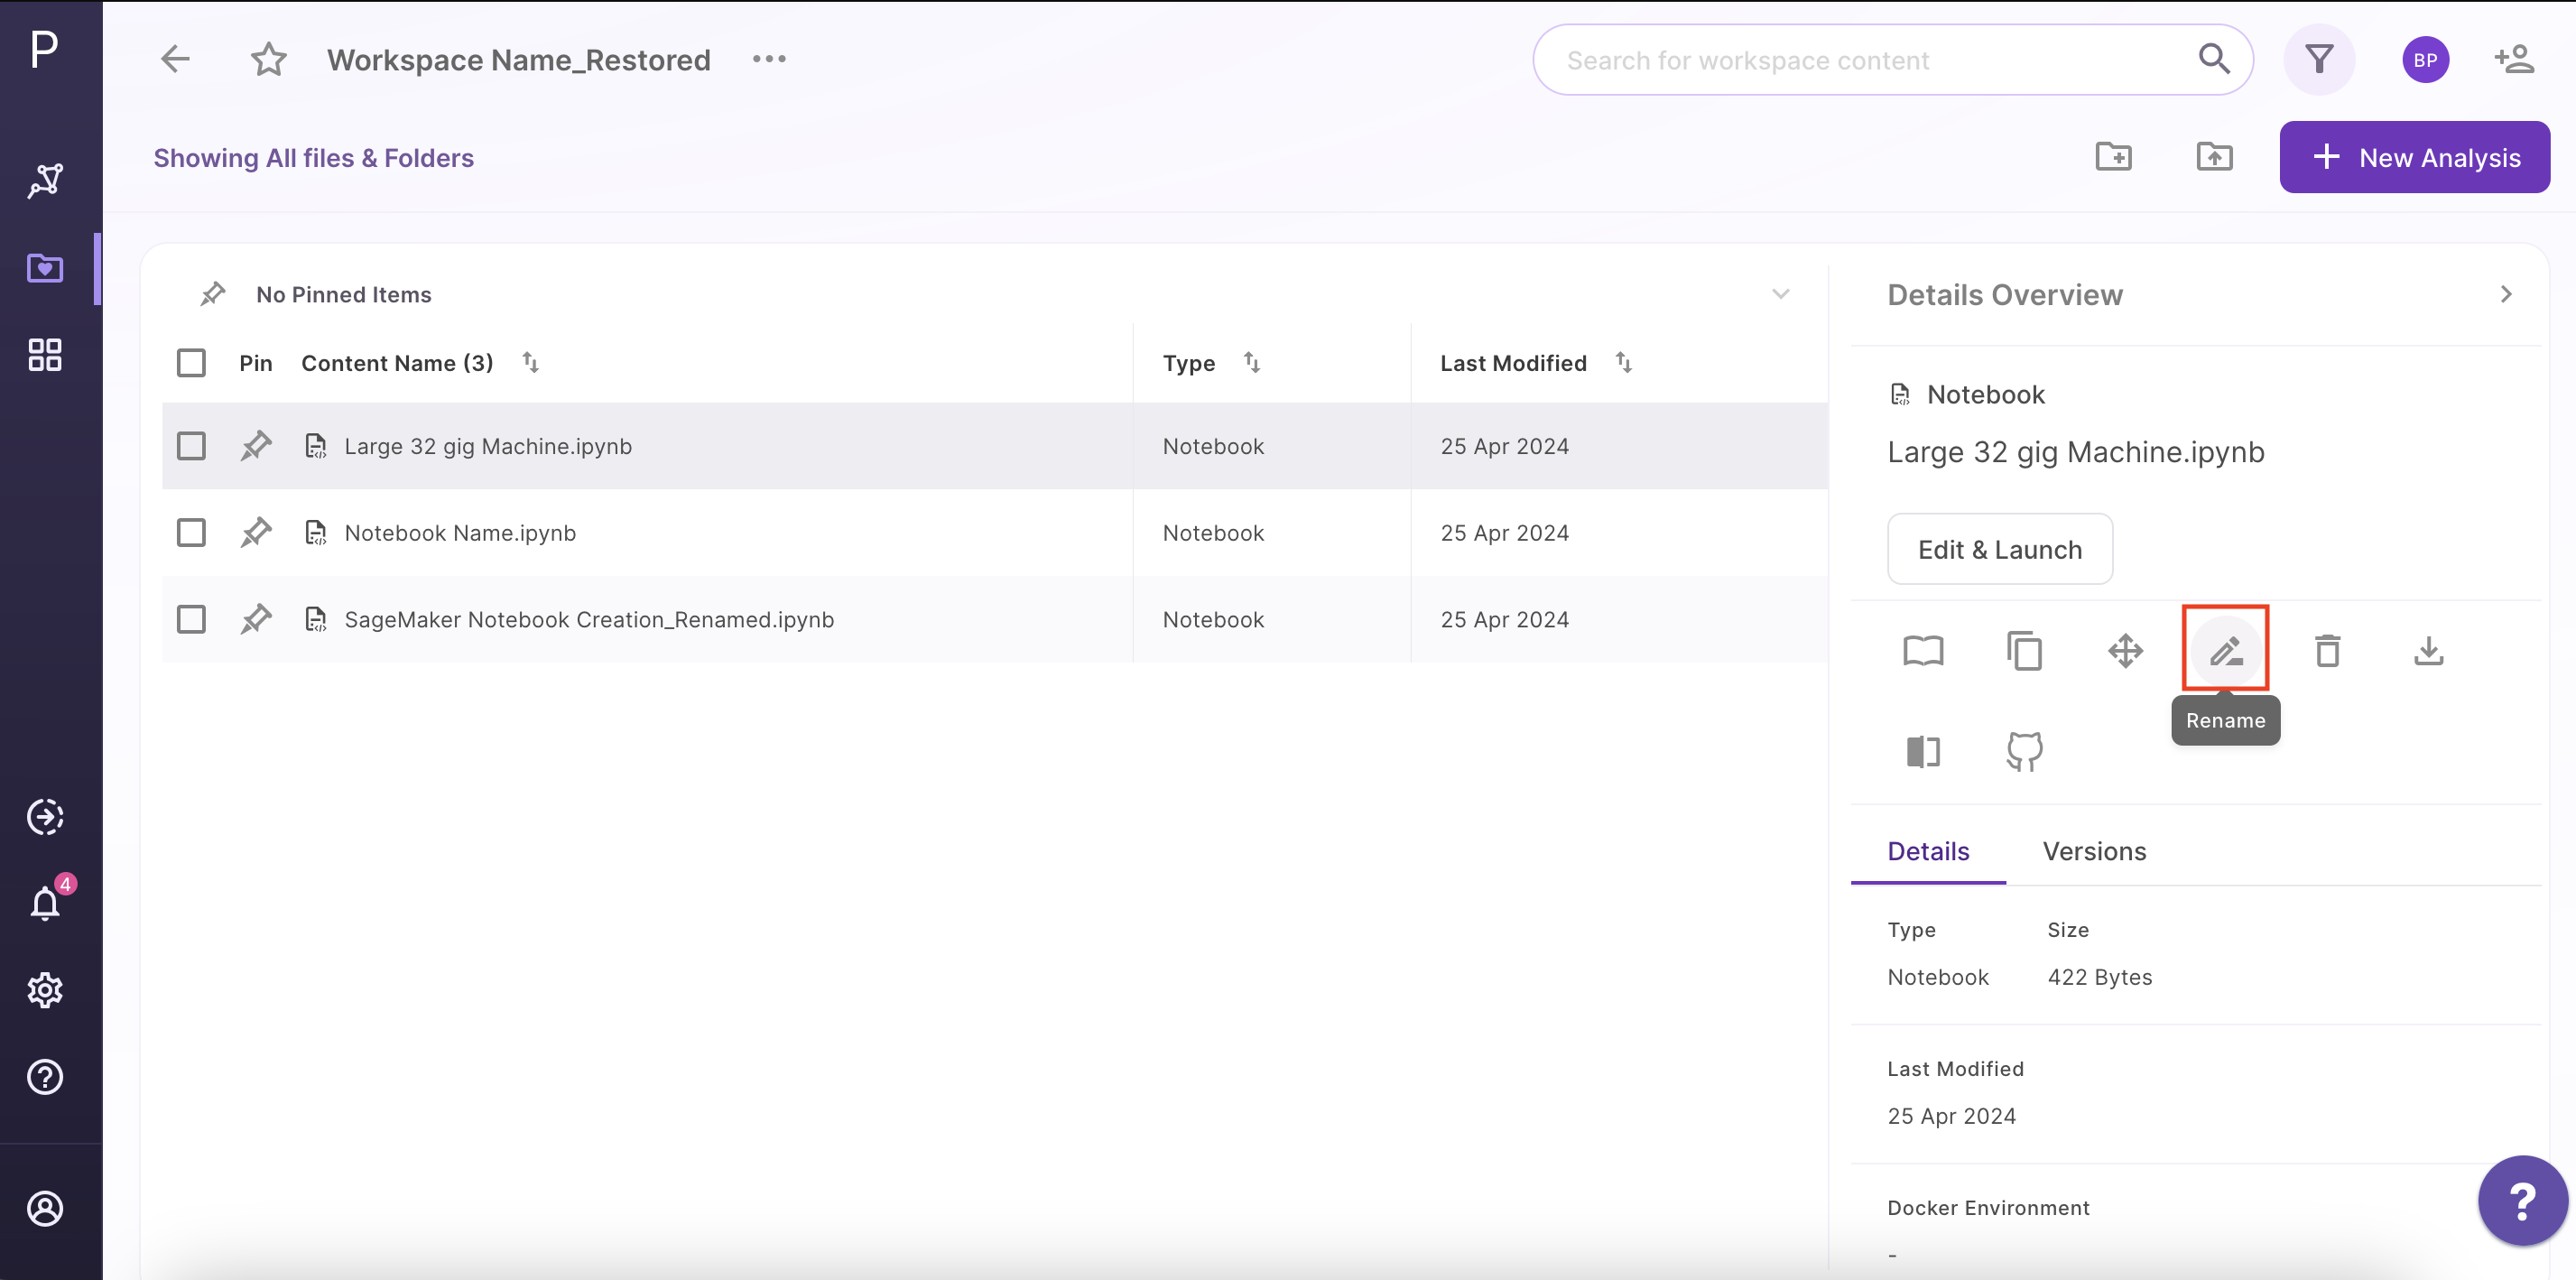 P
Workspace Name_Restored
Search for workspace content
BP
Showing All files & Folders
New Analysis
No Pinned Items
Pin Content Name (3) Type Last Modified
Large 32 gig Machine.ipynb Notebook 25 Apr 2024
Notebook Name.ipynb Notebook 25 Apr 2024
SageMaker Notebook Creation_Renamed.ipynb Notebook 25 Apr 2024
4
Details Overview
Notebook
Large 32 gig Machine.ipynb
Edit & Launch
Rename
Details Versions
Type Size
Notebook 422 Bytes
Last Modified
25 Apr 2024
Docker Environment
-
?